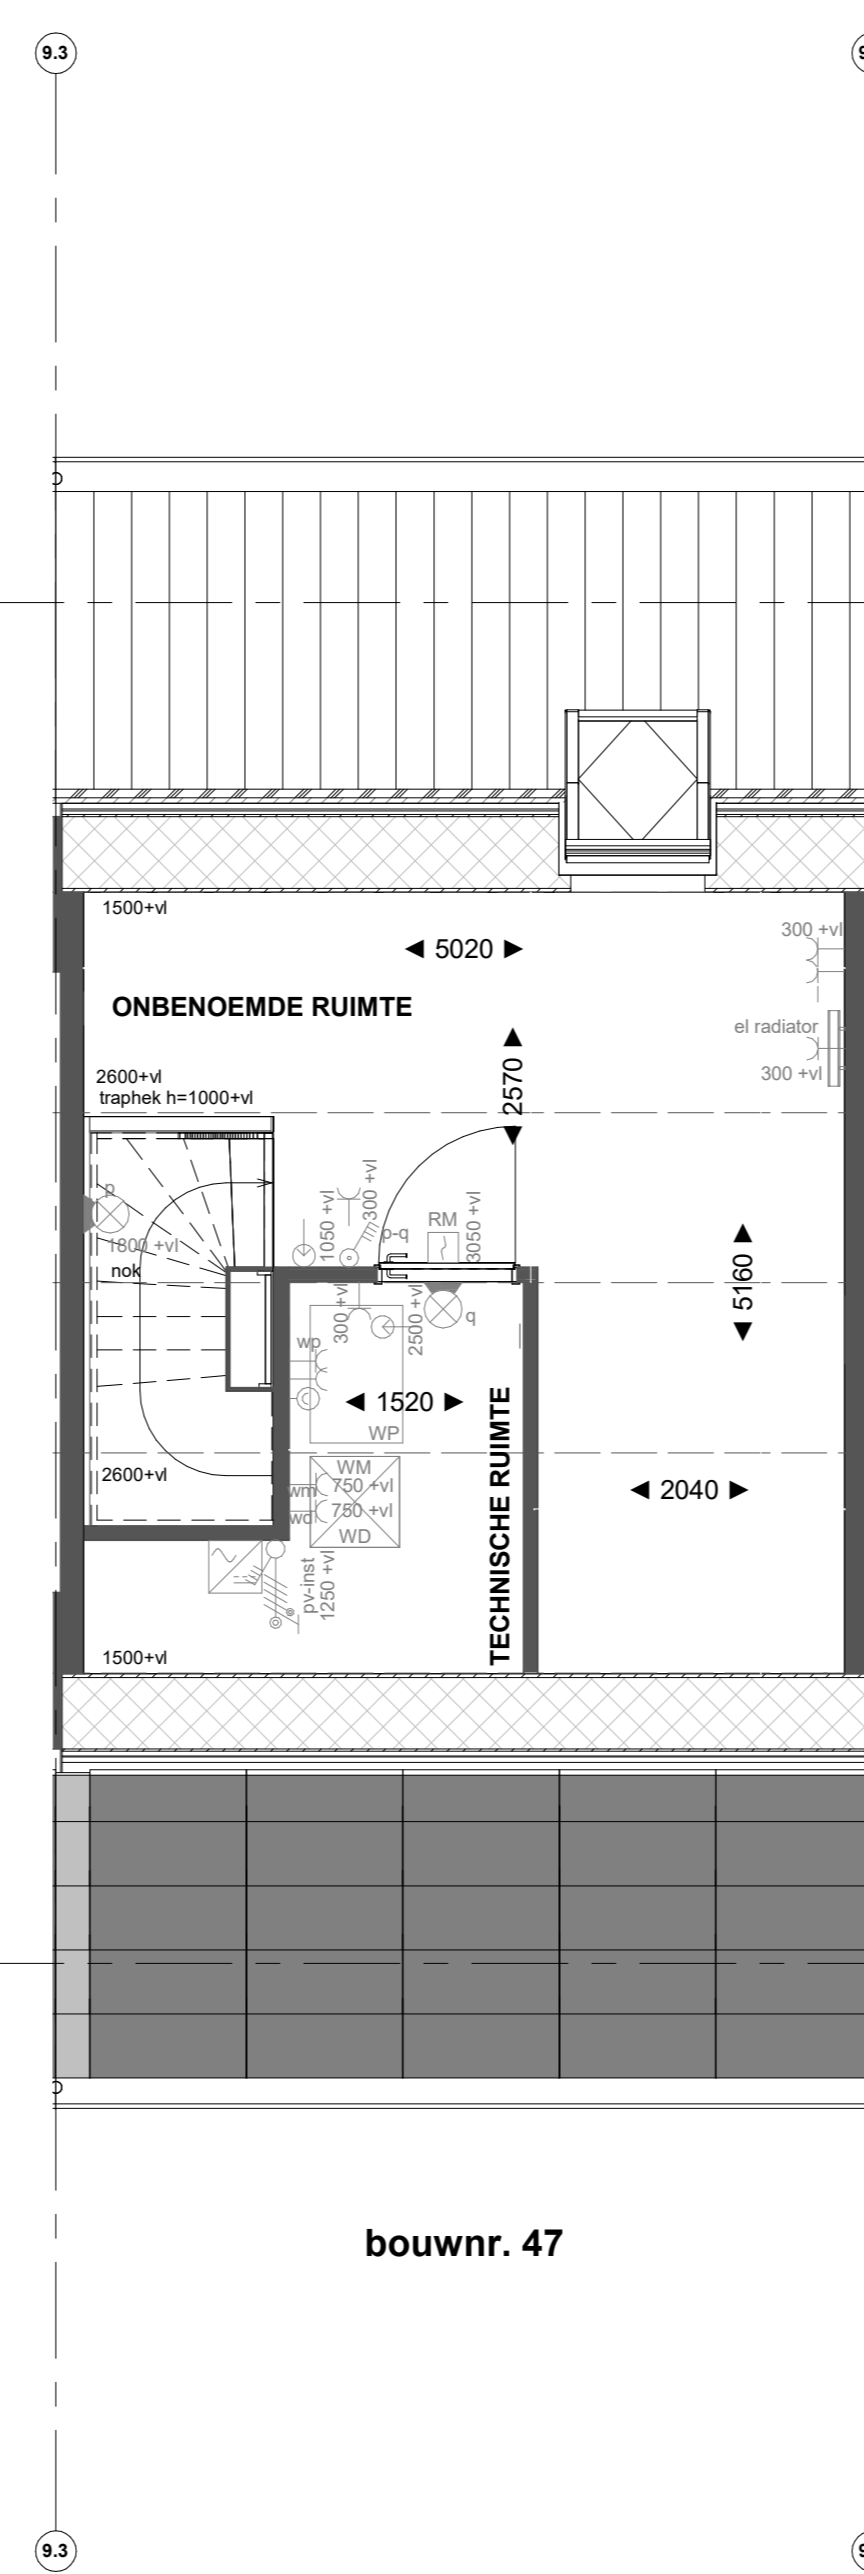 9.3
9
1500+vl
5020
300 +vl
ONBENOEMDE RUIMTE
el radiator
2570
300 +vl
2600+vl
traphek h=1000+vl
p
1800 +vl
nok
1050 +vl
300 +vl
p-q
RM
3050 +vl
5160
300 +vl
2500 +vl
q
wp
1520
WP
TECHNISCHE RUIMTE
2600+vl
WM
wm
750 +vl
wd
750 +vl
WD
2040
pv-inst
1250 +vl
1500+vl
bouwnr. 47
9.3
9